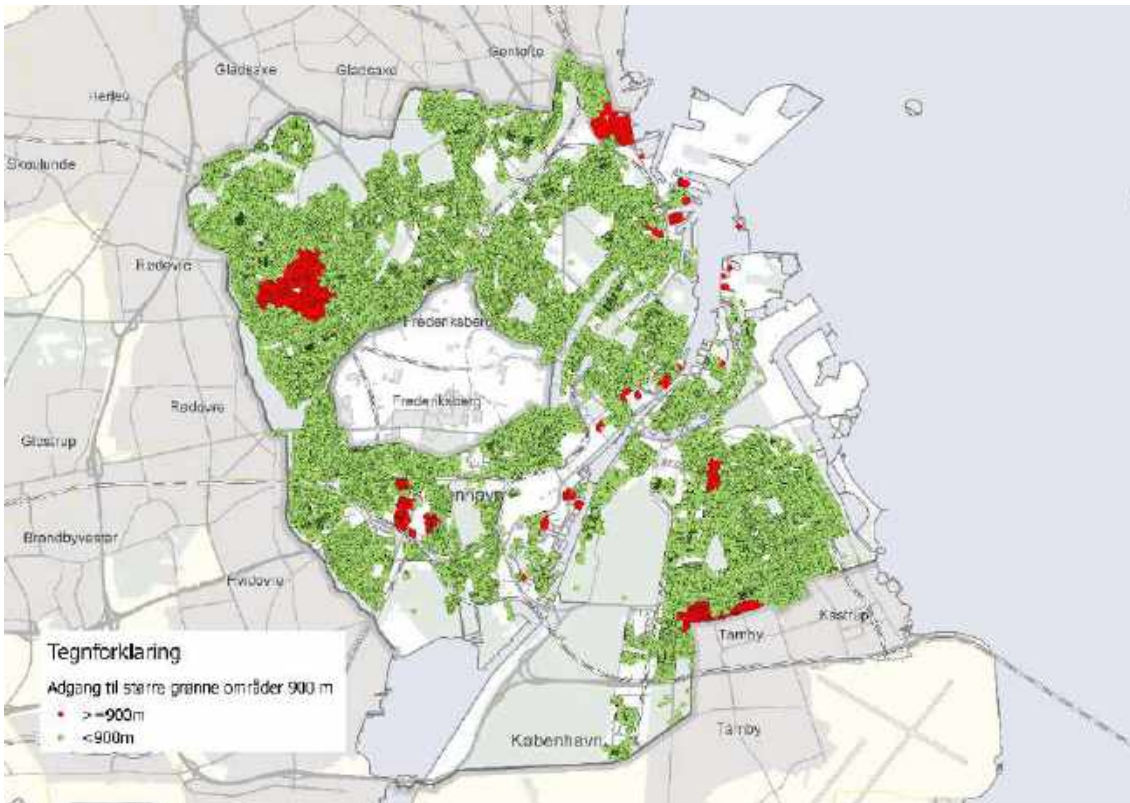 Gentofte
Gladsaxe
Gladsaxe
Herlev
Skovlunde
Rødovre
Frederiksberg
Frederiksberg
Rødovre
Glostrup
København
Brøndbyvester
Hvidovre
Tårnby
Kastrup
Tårnby
København
Tegnforklaring
Adgang til større grønne områder 900 m
>=900m
<900m